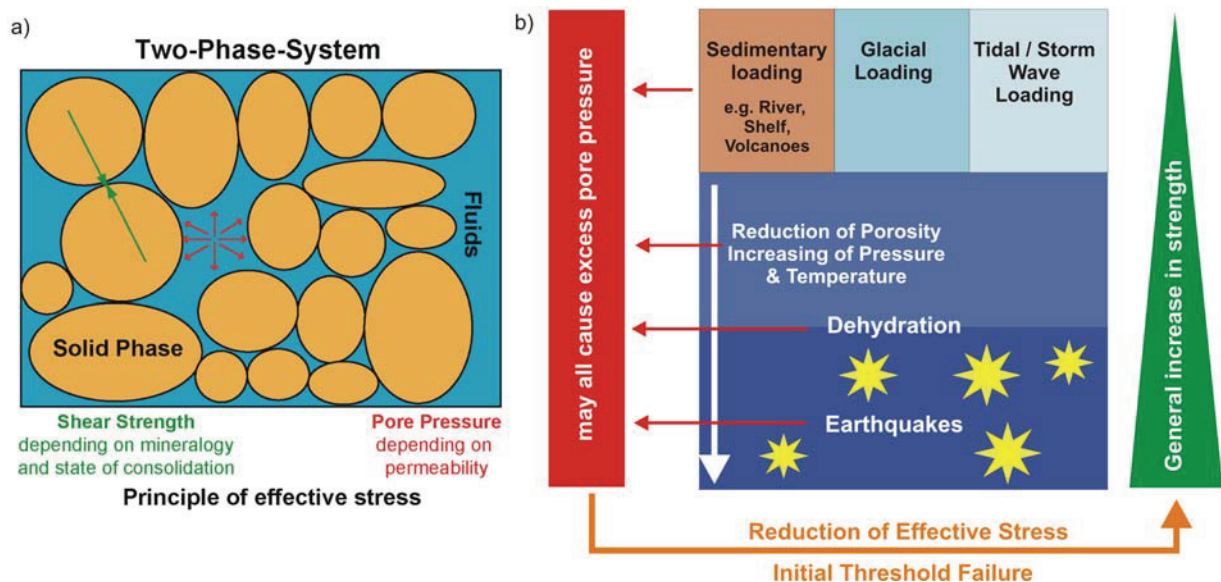 a)
Two-Phase-System
Fluids
Solid Phase
Shear Strength
depending on mineralogy
and state of consolidation
Pore Pressure
depending on
permeability
Principle of effective stress
b)
may all cause excess pore pressure
Sedimentary
loading
e.g. River,
Shelf,
Volcanoes
Glacial
Loading
Tidal / Storm
Wave
Loading
Reduction of Porosity
Increasing of Pressure
& Temperature
Dehydration
Earthquakes
General increase in strength
Reduction of Effective Stress
Initial Threshold Failure